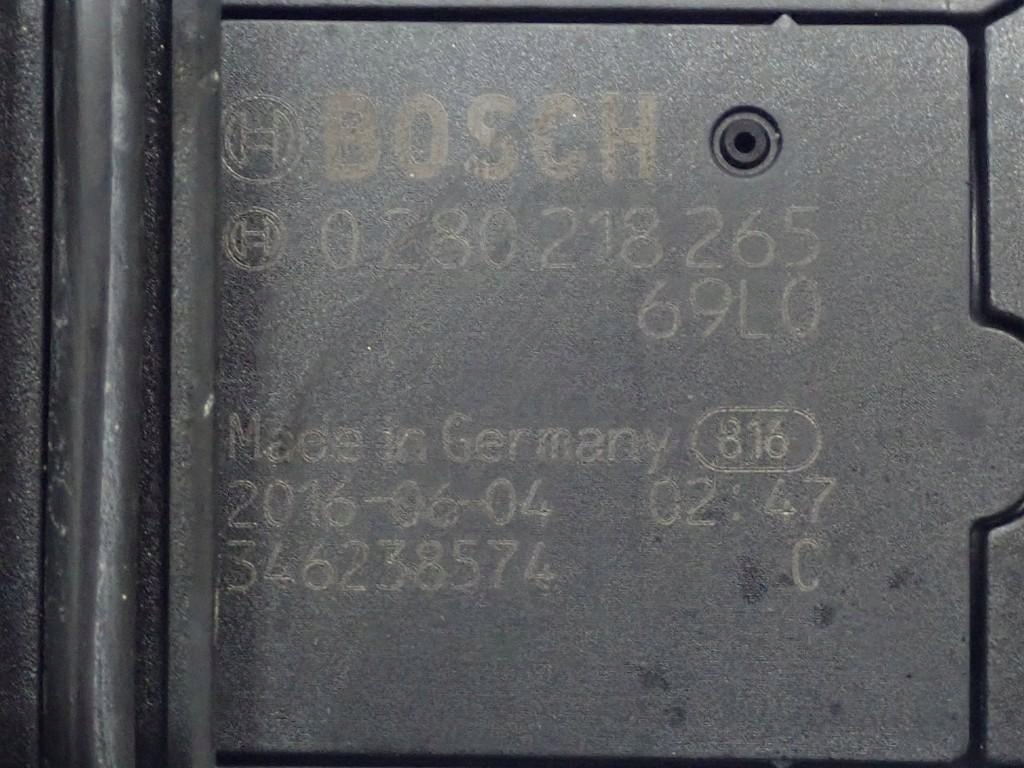 BOSCH
0 280 218 265
69L0
Made in Germany 816
2016-06-04 02:47
346238574 C